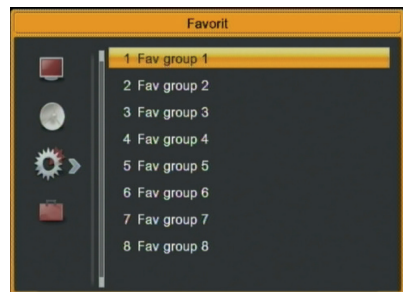 Favorit
1 Fav group 1
2 Fav group 2
3 Fav group 3
4 Fav group 4
5 Fav group 5
6 Fav group 6
7 Fav group 7
8 Fav group 8